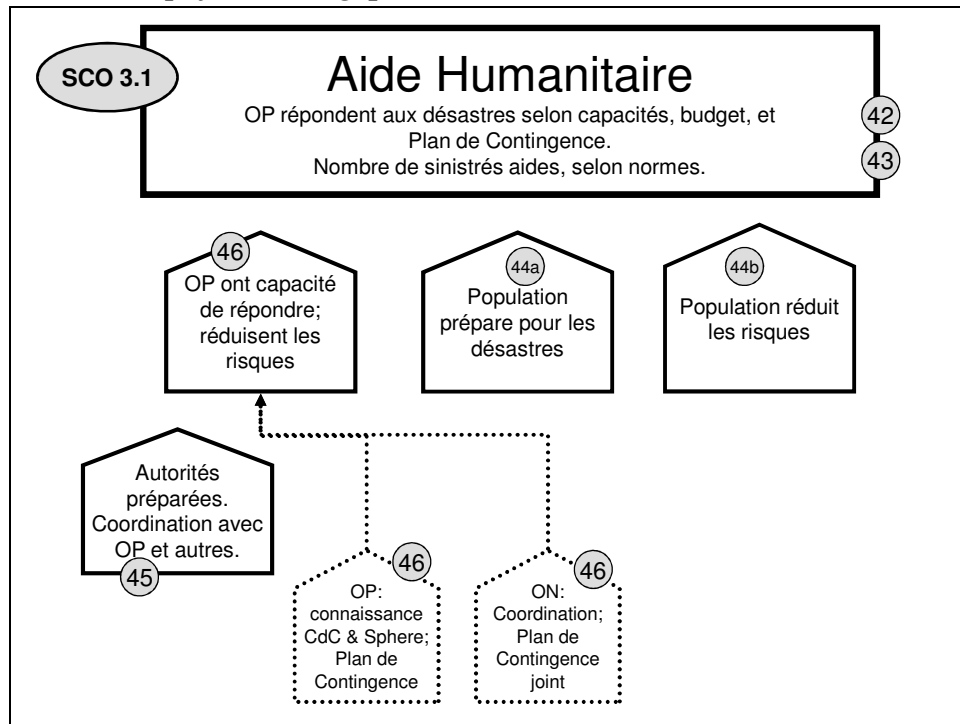 SCO 3.1
Aide Humanitaire
OP répondent aux désastres selon capacités, budget, et
Plan de Contingence.
Nombre de sinistrés aides, selon normes.
42
43
46
OP ont capacité
de répondre;
réduisent les
risques
44a
Population
prépare pour les
désastres
44b
Population réduit
les risques
Autorités
préparées.
Coordination avec
OP et autres.
45
46
OP:
connaissance
CdC & Sphere;
Plan de
Contingence
46
ON:
Coordination;
Plan de
Contingence
joint